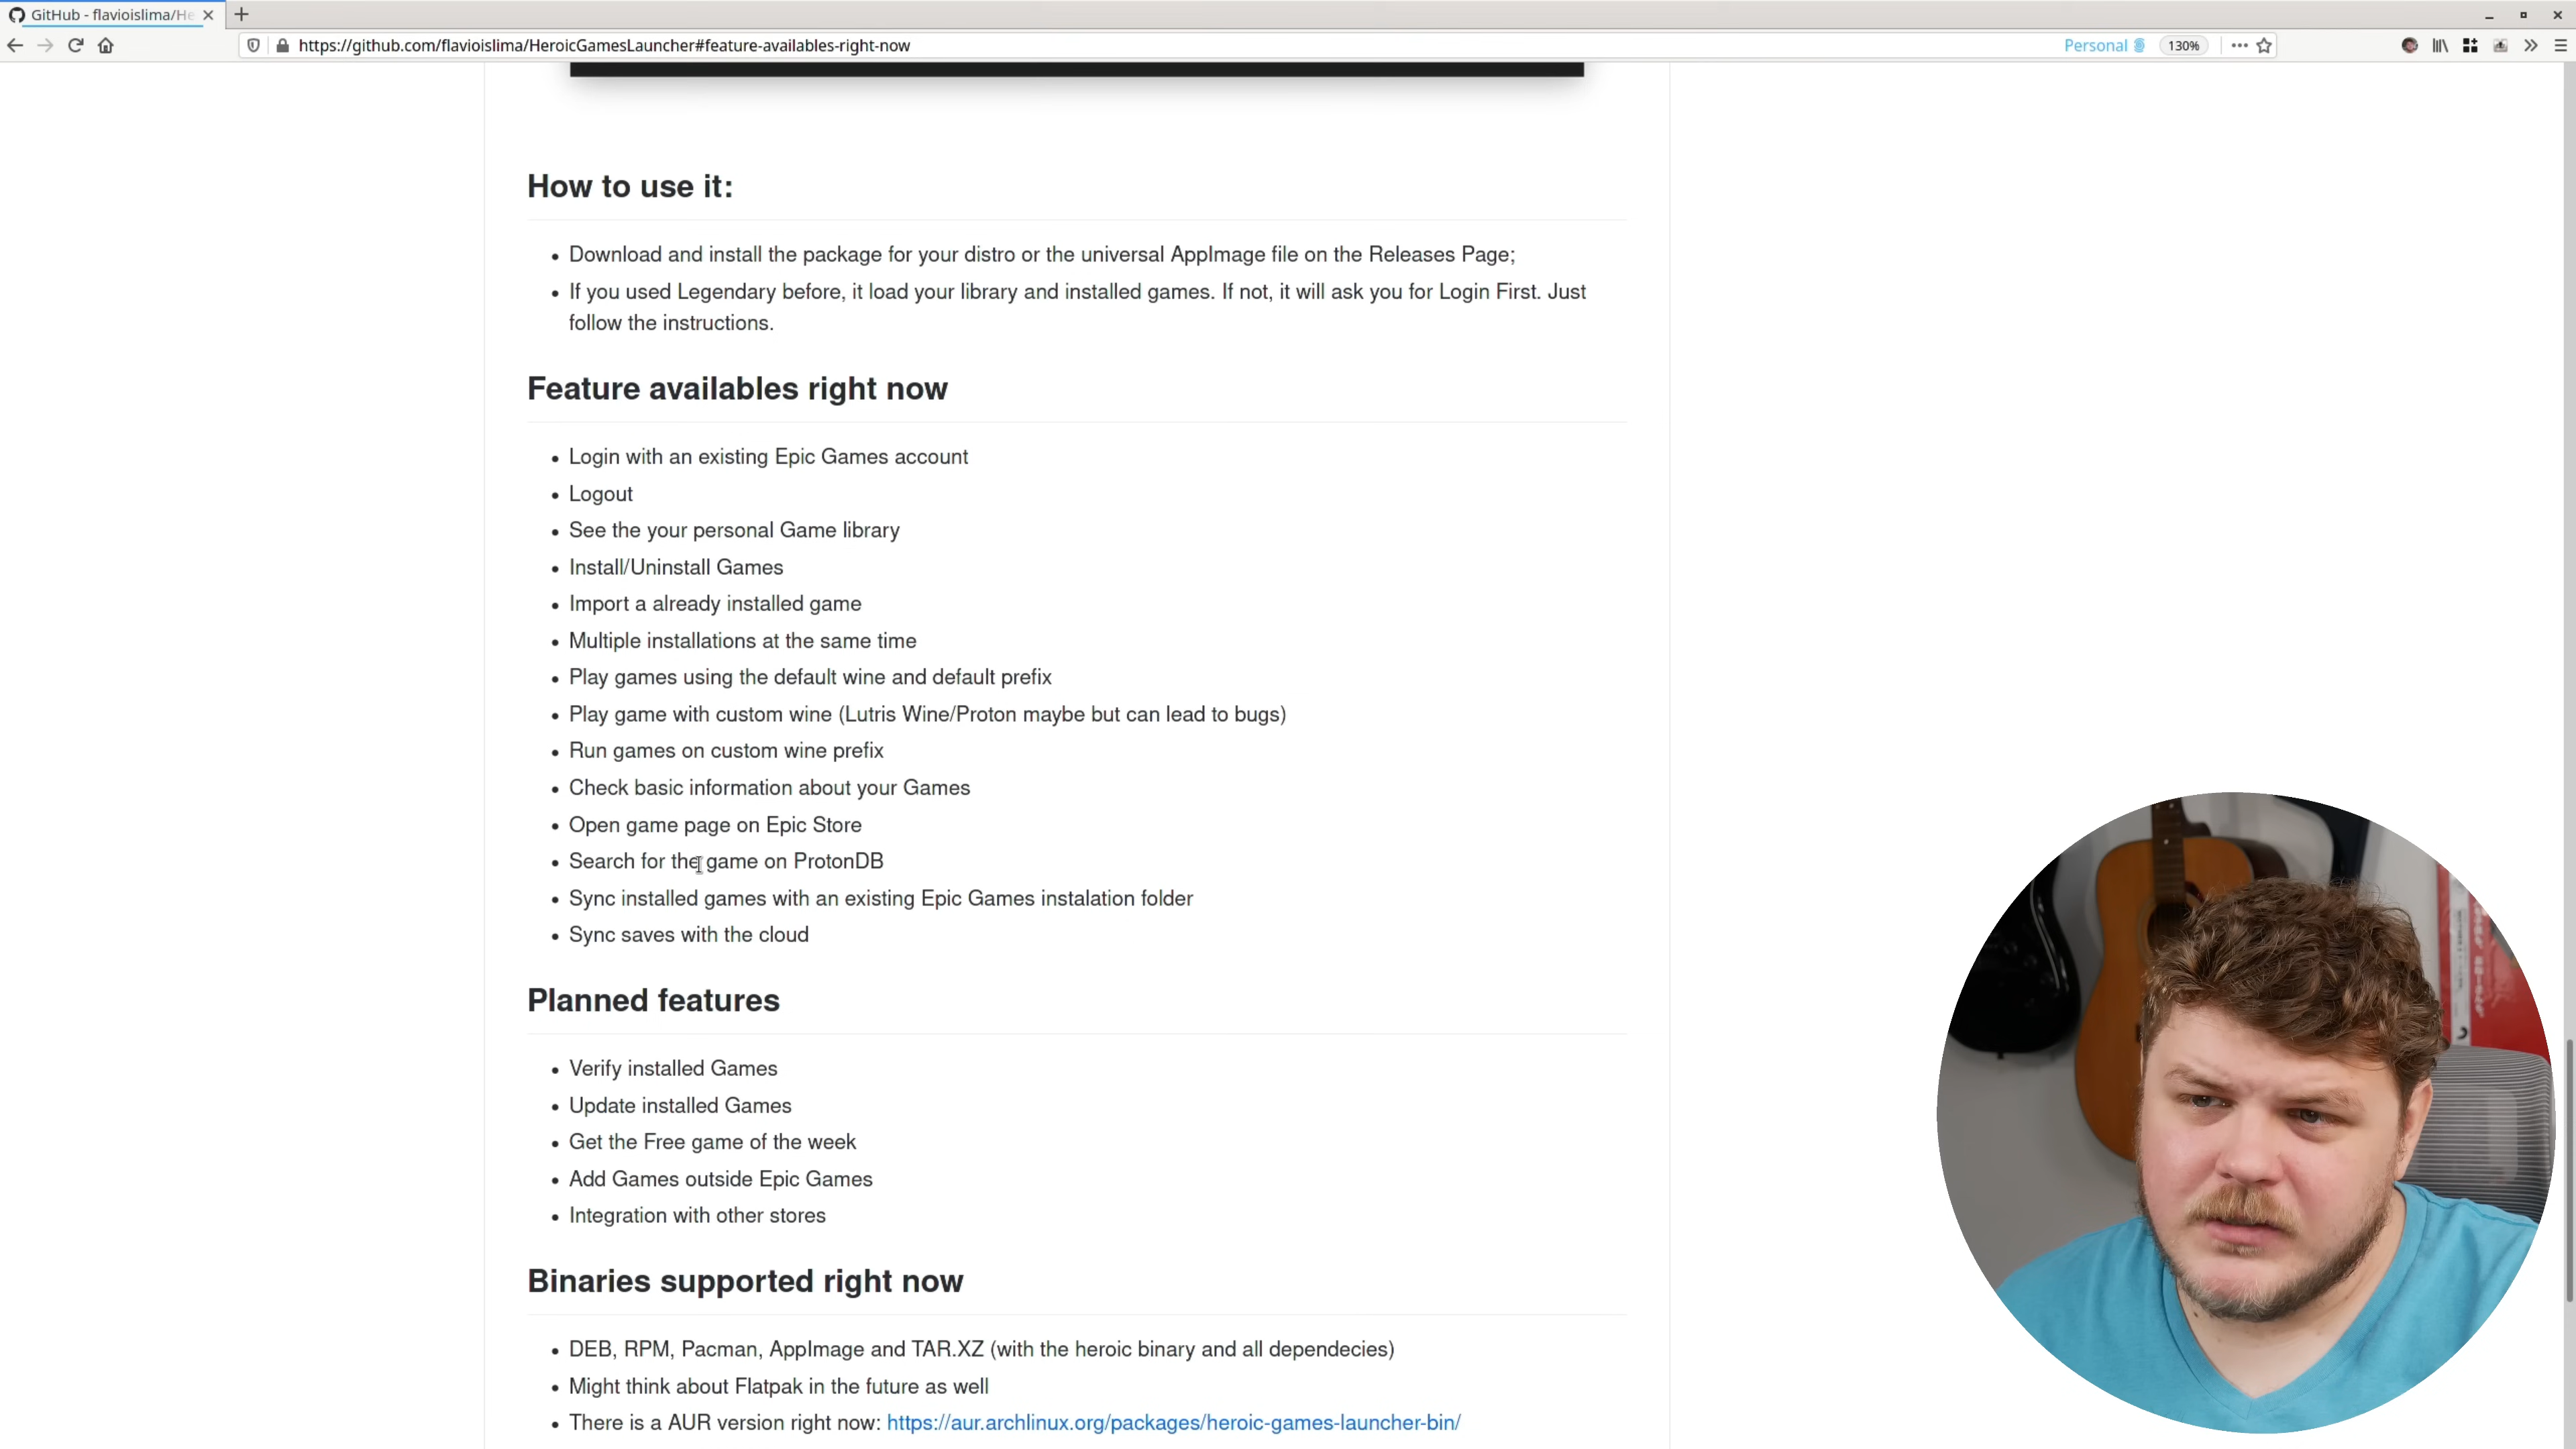 GitHub - flavioislima/He
https://github.com/flavioislima/HeroicGamesLauncher#feature-availables-right-now
Personal
130%
How to use it:
Download and install the package for your distro or the universal AppImage file on the Releases Page;
If you used Legendary before, it load your library and installed games. If not, it will ask you for Login First. Just
follow the instructions.
Feature availables right now
Login with an existing Epic Games account
Logout
See the your personal Game library
Install/Uninstall Games
Import a already installed game
Multiple installations at the same time
Play games using the default wine and default prefix
Play game with custom wine (Lutris Wine/Proton maybe but can lead to bugs)
Run games on custom wine prefix
Check basic information about your Games
Open game page on Epic Store
Search for the game on ProtonDB
Sync installed games with an existing Epic Games instalation folder
Sync saves with the cloud
Planned features
Verify installed Games
Update installed Games
Get the Free game of the week
Add Games outside Epic Games
Integration with other stores
Binaries supported right now
DEB, RPM, Pacman, AppImage and TAR.XZ (with the heroic binary and all dependecies)
Might think about Flatpak in the future as well
There is a AUR version right now: https://aur.archlinux.org/packages/heroic-games-launcher-bin/